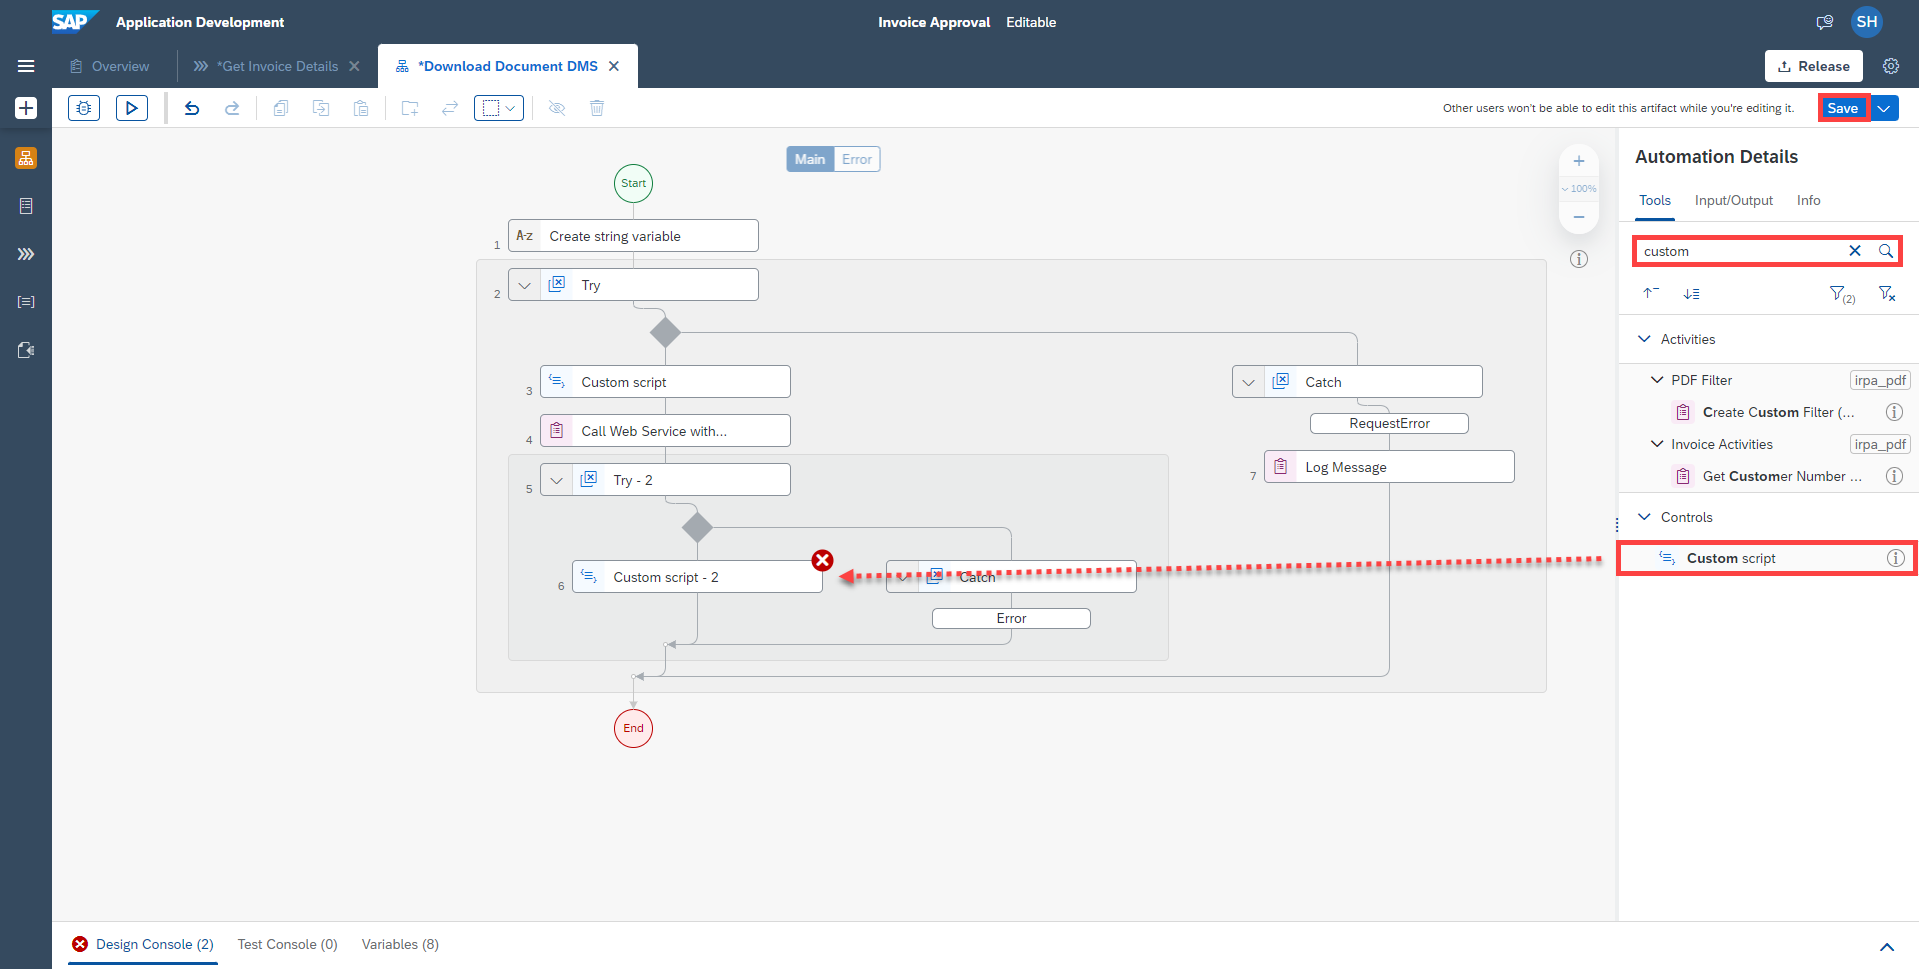 SAP Application Development
Invoice Approval Editable
SH
Overview
*Get Invoice Details
*Download Document DMS
Release
Other users won't be able to edit this artifact while you're editing it.
Save
Main Error
100%
Start
1 A-z Create string variable
2 Try
3 Custom script
4 Call Web Service with...
5 Try - 2
6 Custom script - 2
Catch
Error
Catch
RequestError
7 Log Message
End
Automation Details
Tools Input/Output Info
custom
(2)
Activities
PDF Filter irpa_pdf
Create Custom Filter (...
Invoice Activities irpa_pdf
Get Customer Number ...
Controls
Custom script
Design Console (2) Test Console (0) Variables (8)